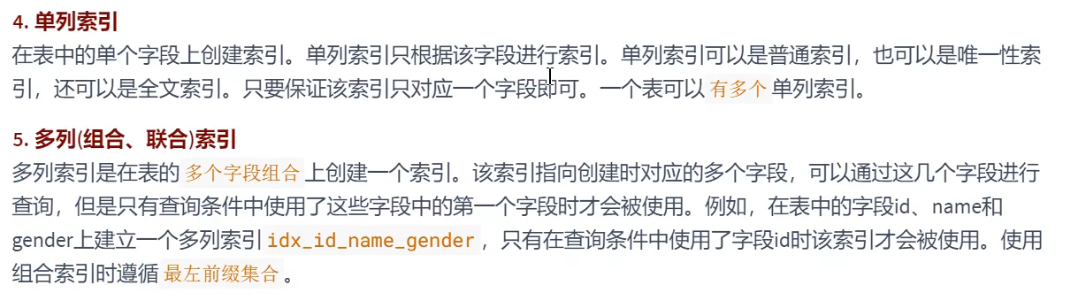 4. 单列索引
在表中的单个字段上创建索引。单列索引只根据该字段进行索引。单列索引可以是普通索引，也可以是唯一性索
引，还可以是全文索引。只要保证该索引只对应一个字段即可。一个表可以 有多个 单列索引。
5. 多列(组合、联合)索引
多列索引是在表的 多个字段组合 上创建一个索引。该索引指向创建时对应的多个字段，可以通过这几个字段进行
查询，但是只有查询条件中使用了这些字段中的第一个字段时才会被使用。例如，在表中的字段id、name和
gender上建立一个多列索引 idx_id_name_gender ，只有在查询条件中使用了字段id时该索引才会被使用。使用
组合索引时遵循 最左前缀集合 。